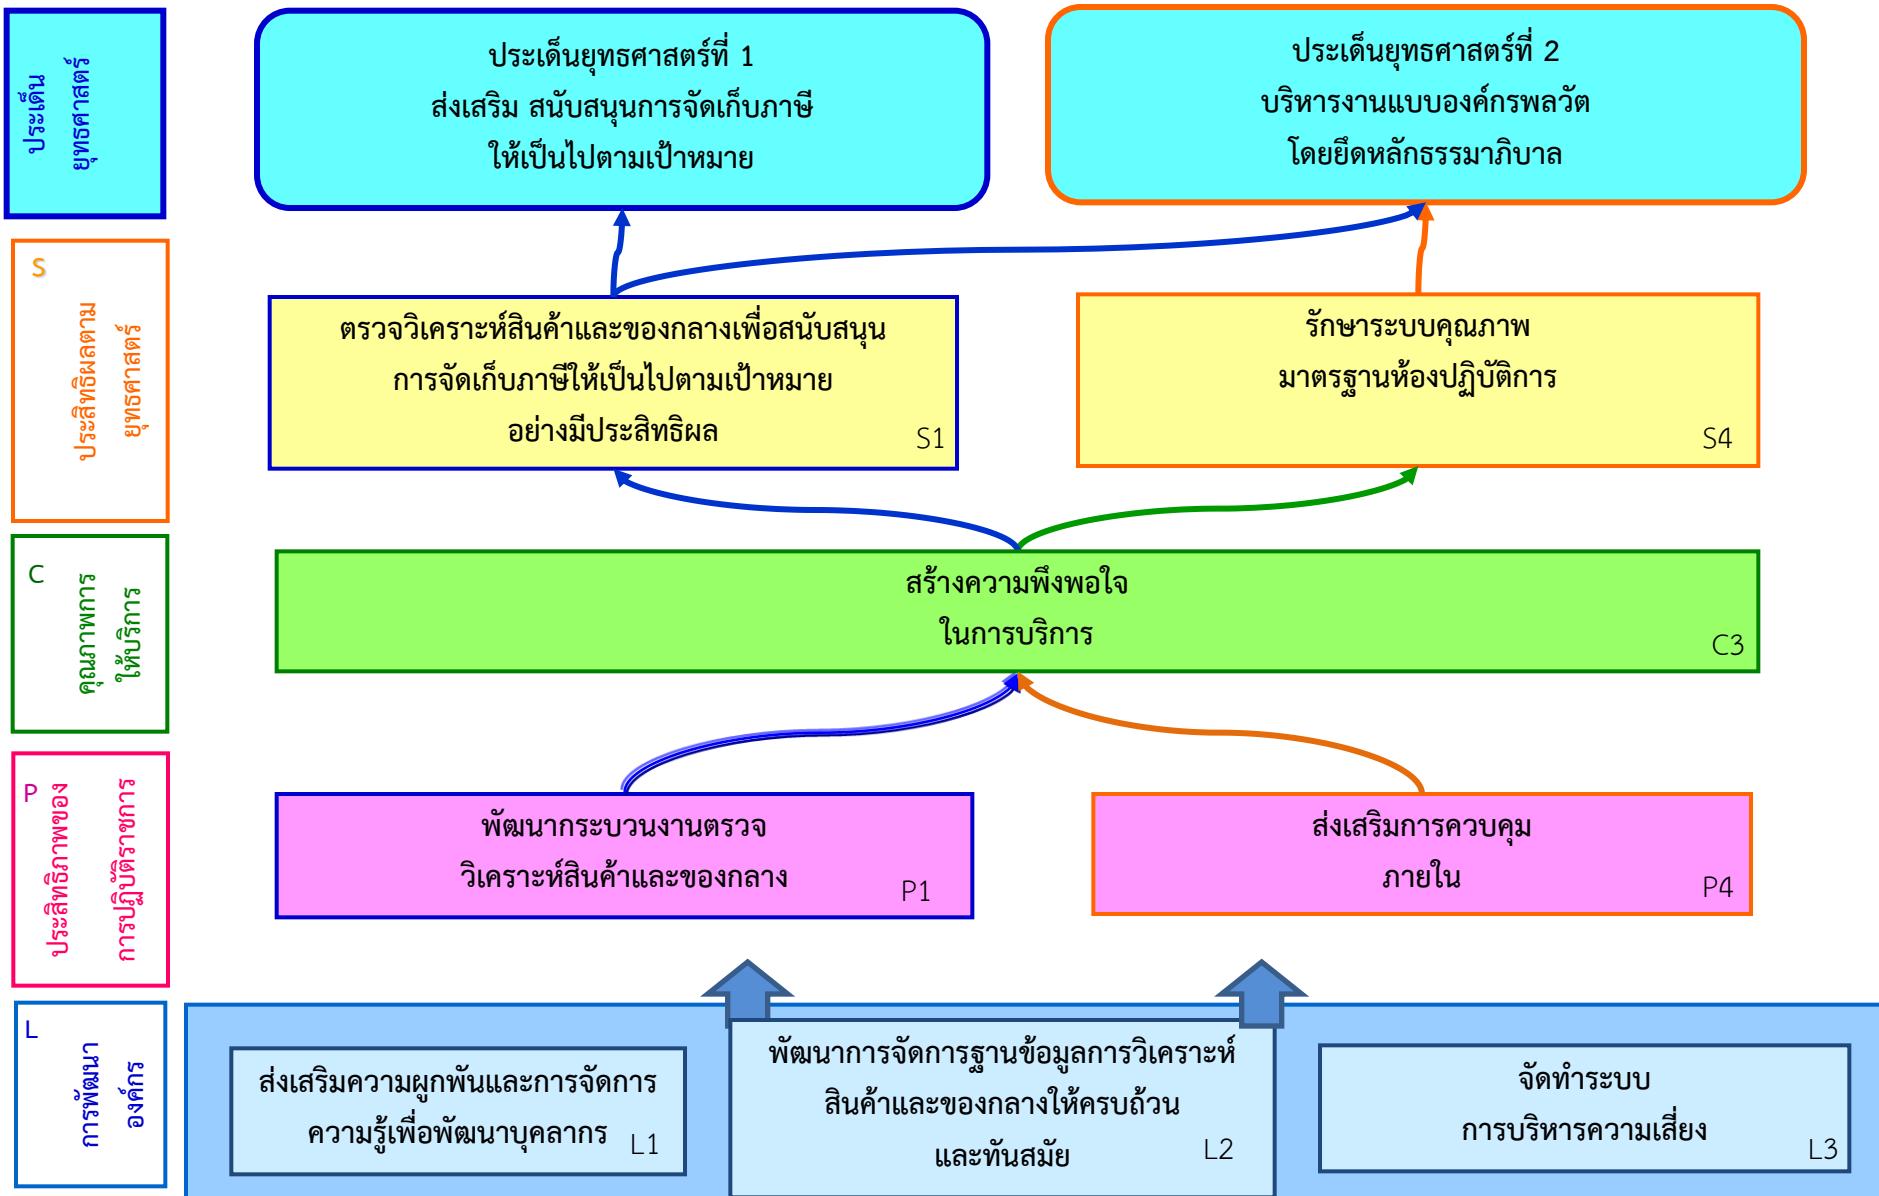 ประเด็น
ยุทธศาสตร์
ประเด็นยุทธศาสตร์ที่ 1
ส่งเสริม สนับสนุนการจัดเก็บภาษี
ให้เป็นไปตามเป้าหมาย
ประเด็นยุทธศาสตร์ที่ 2
บริหารงานแบบองค์กรพลวัต
โดยยึดหลักธรรมาภิบาล
S
ประสิทธิผลตาม
ยุทธศาสตร์
ตรวจวิเคราะห์สินค้าและของกลางเพื่อสนับสนุน
การจัดเก็บภาษีให้เป็นไปตามเป้าหมาย
อย่างมีประสิทธิผล
S1
รักษาระบบคุณภาพ
มาตรฐานห้องปฏิบัติการ
S4
C
คุณภาพการ
ให้บริการ
สร้างความพึงพอใจ
ในการบริการ
C3
P
ประสิทธิภาพของ
การปฏิบัติราชการ
พัฒนากระบวนงานตรวจ
วิเคราะห์สินค้าและของกลาง
P1
ส่งเสริมการควบคุม
ภายใน
P4
L
การพัฒนา
องค์กร
ส่งเสริมความผูกพันและการจัดการ
ความรู้เพื่อพัฒนาบุคลากร
L1
พัฒนาการจัดการฐานข้อมูลการวิเคราะห์
สินค้าและของกลางให้ครบถ้วน
และทันสมัย
L2
จัดทำระบบ
การบริหารความเสี่ยง
L3